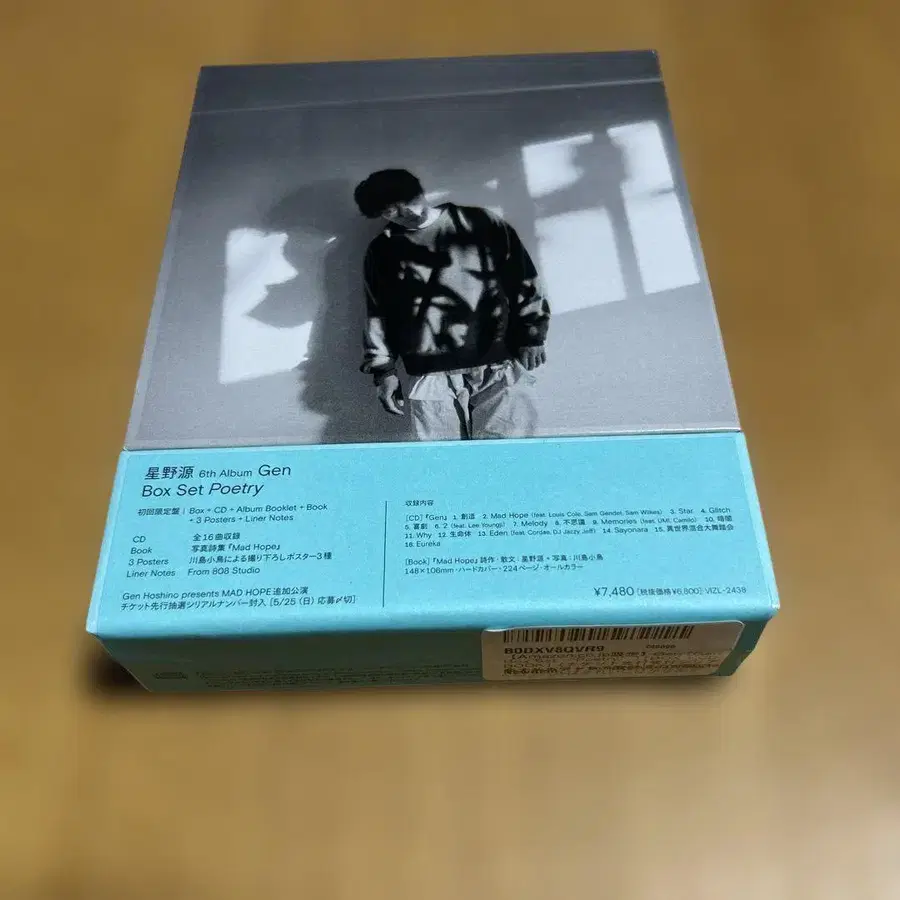 星野源 6th Album Gen
Box Set Poetry
初回限定盤 | Box + CD + Album Booklet + Book
+ 3 Posters + Liner Notes
CD 全16曲収録
Book 写真詩集『Mad Hope』
3 Posters 川島小鳥による撮り下ろしポスター3種
Liner Notes From 808 Studio
Gen Hoshino presents MAD HOPE 追加公演
チケット先行抽選シリアルナンバー封入 [5/25（日）応募〆切]
収録内容
[CD]『Gen』 1. 創造 2. Mad Hope (feat. Louis Cole, Sam Gendel, Sam Wilkes) 3. Star 4. Glitch
5. 喜劇 6. 2 (feat. Lee Youngji) 7. Melody 8. 不思議 9. Memories (feat. UMI, Camilo) 10. 暗闇
11. Why 12. 生命体 13. Eden (feat. Cordae, DJ Jazzy Jeff) 14. Sayonara 15. 異世界混合大舞踏会
16. Eureka
[Book]『Mad Hope』詩作・散文：星野源 + 写真：川島小鳥
148×106mm・ハードカバー・224ページ・オールカラー
¥7,480 [税抜価格¥6,800] VIZL-2439
B0DXV8QVR9